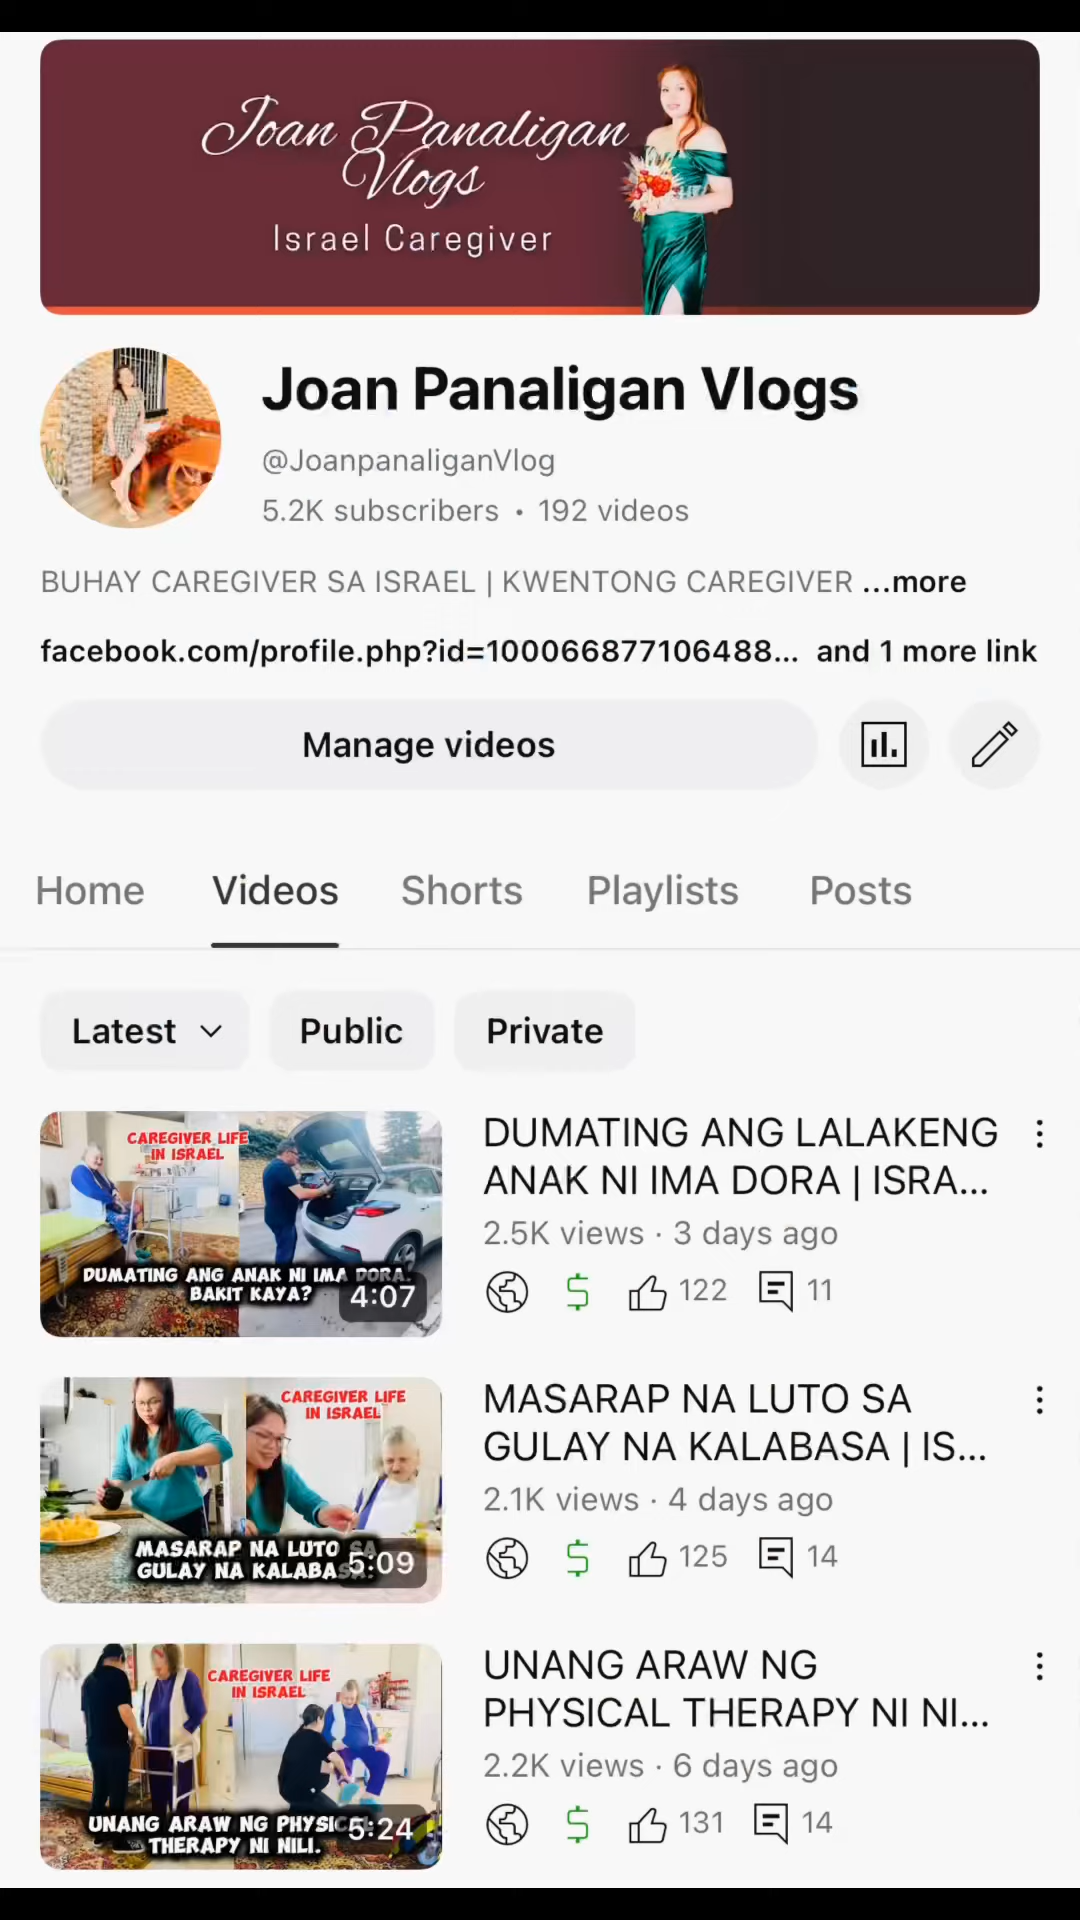 Joan Panaligan
Vlogs
Israel Caregiver
Joan Panaligan Vlogs
@JoanpanaliganVlog
5.2K subscribers • 192 videos
BUHAY CAREGIVER SA ISRAEL | KWENTONG CAREGIVER ...more
facebook.com/profile.php?id=100066877106488... and 1 more link
Manage videos
Home Videos Shorts Playlists Posts
Latest Public Private
CAREGIVER LIFE
IN ISRAEL
DUMATING ANG ANAK NI IMA DORA.
BAKIT KAYA?
4:07
DUMATING ANG LALAKENG
ANAK NI IMA DORA | ISRA...
2.5K views · 3 days ago
$ 122 11
CAREGIVER LIFE
IN ISRAEL
MASARAP NA LUTO SA
GULAY NA KALABA
5:09
MASARAP NA LUTO SA
GULAY NA KALABASA | IS...
2.1K views · 4 days ago
$ 125 14
CAREGIVER LIFE
IN ISRAEL
UNANG ARAW NG PHYSICAL
THERAPY NI NILI.
5:24
UNANG ARAW NG
PHYSICAL THERAPY NI NI...
2.2K views · 6 days ago
$ 131 14